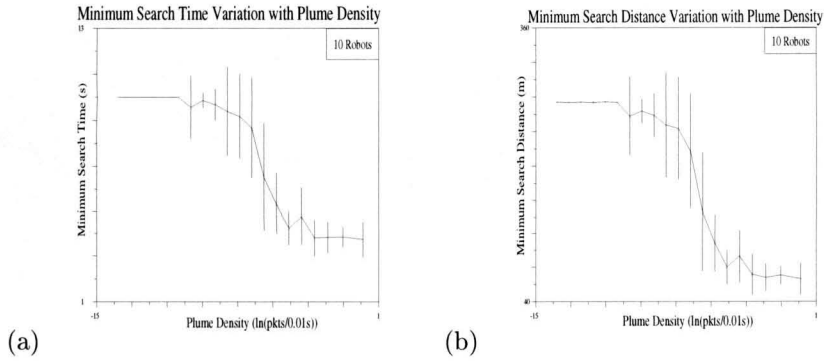 Minimum Search Time Variation with Plume Density
15
10 Robots
Minimum Search Time (s)
1
-15
1
Plume Density (ln(pkts/0.01s))
(a)
Minimum Search Distance Variation with Plume Density
360
10 Robots
Minimum Search Distance (m)
40
-15
1
Plume Density (ln(pkts/0.01s))
(b)